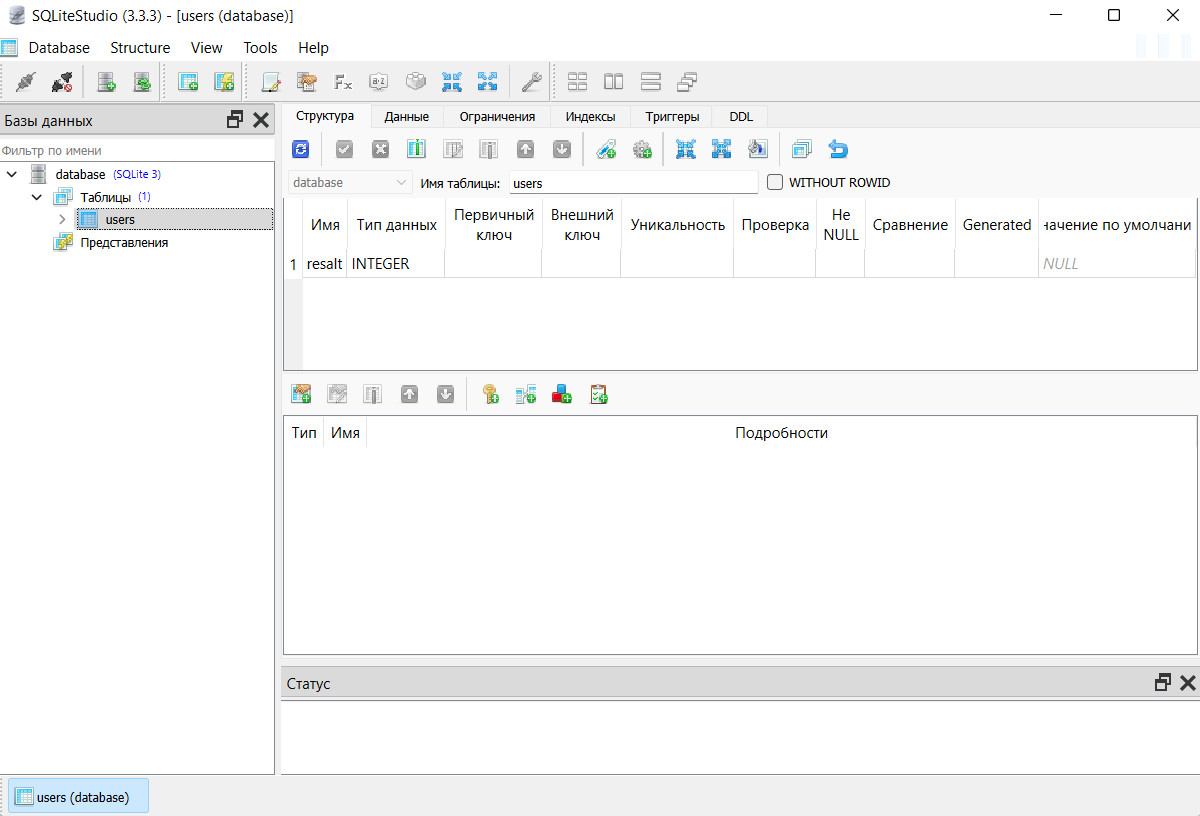 SQLiteStudio (3.3.3) - [users (database)]
Database Structure View Tools Help
Базы данных
Фильтр по имени
database (SQLite 3)
Таблицы (1)
users
Представления
Структура Данные Ограничения Индексы Триггеры DDL
database Имя таблицы: users WITHOUT ROWID
Имя Тип данных Первичный ключ Внешний ключ Уникальность Проверка Не NULL Сравнение Generated начение по умолчани
1 resalt INTEGER NULL
Тип Имя Подробности
Статус
users (database)